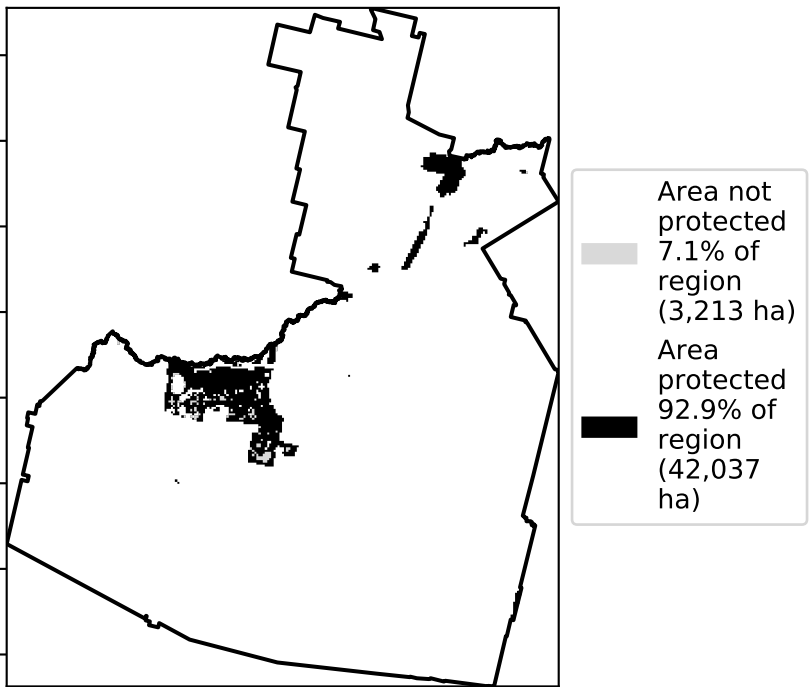 Area not
protected
7.1% of
region
(3,213 ha)
Area
protected
92.9% of
region
(42,037
ha)